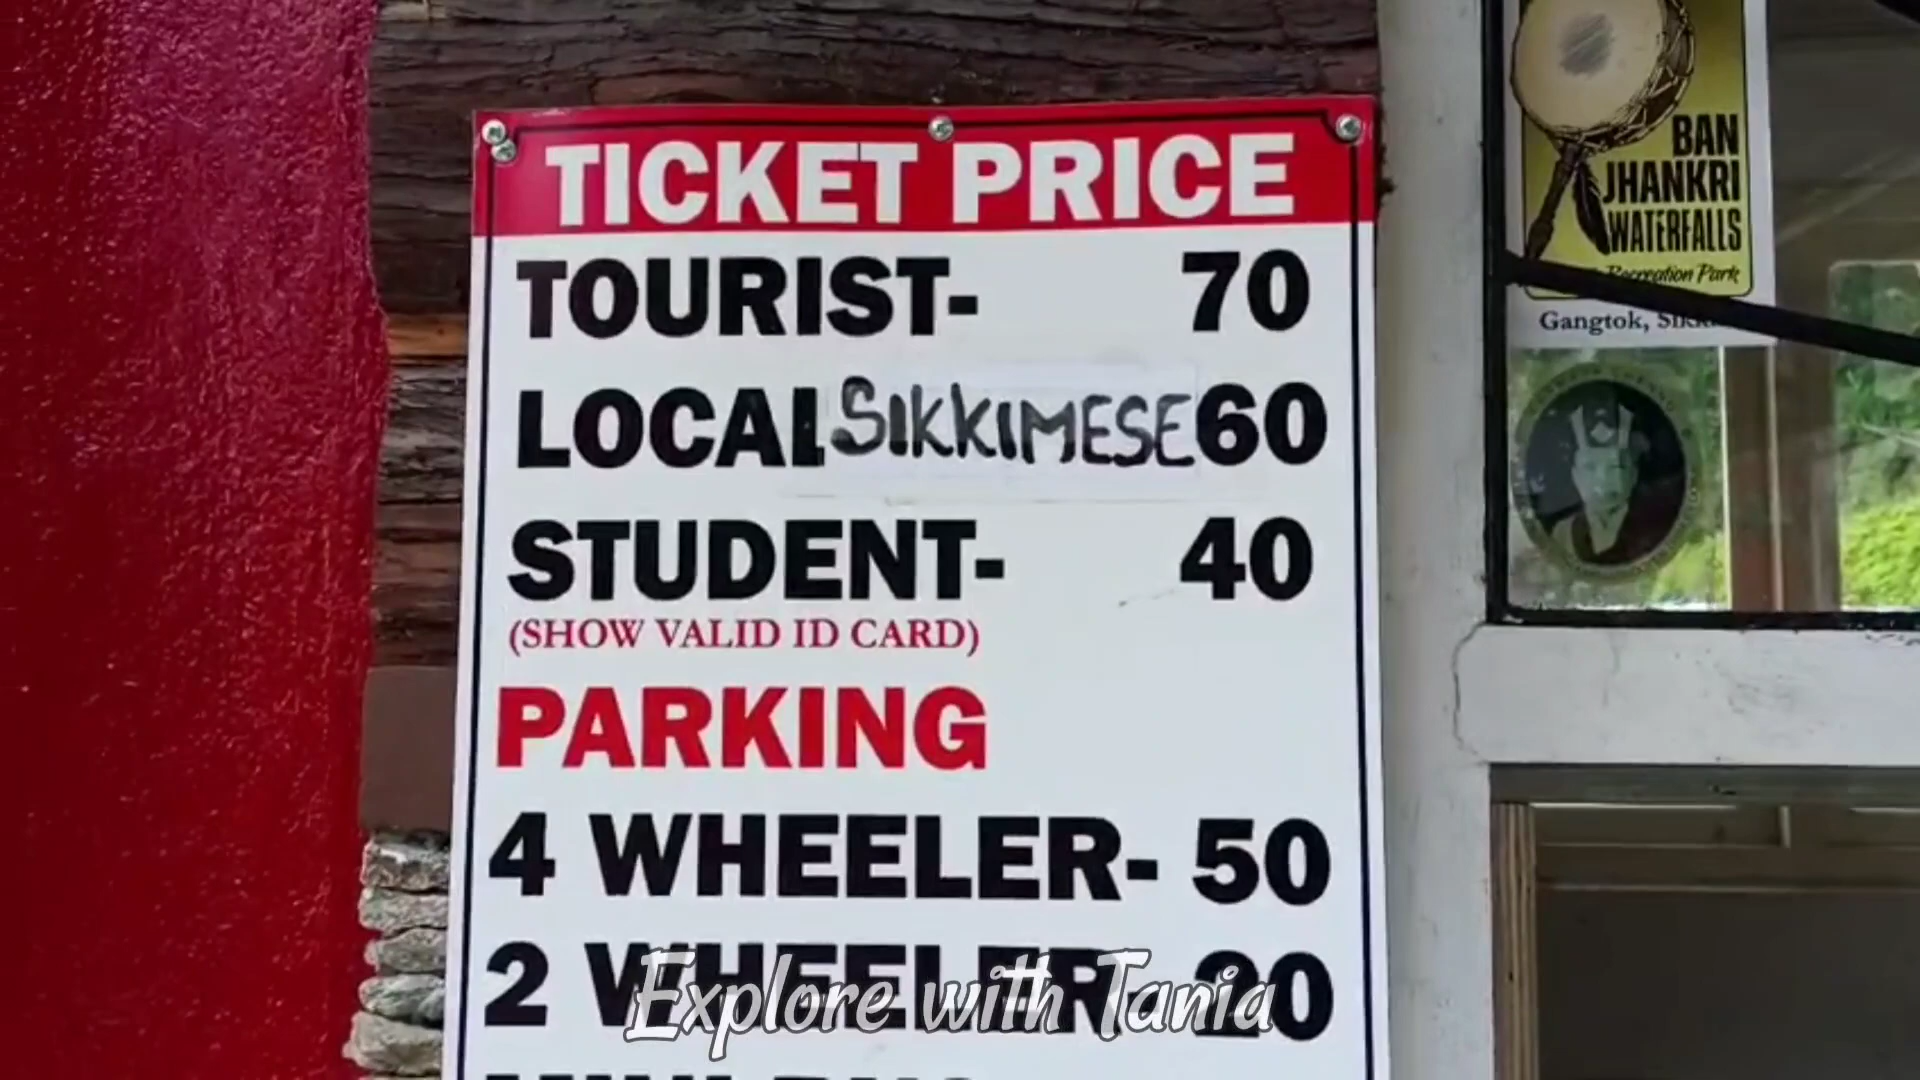 TICKET PRICE
TOURIST- 70
LOCAL SIKKIMESE 60
STUDENT- 40
(SHOW VALID ID CARD)
PARKING
4 WHEELER- 50
2 WHEELER- 20
Explore with Tania
BAN
JHANKRI
WATERFALLS
Recreation Park
Gangtok,